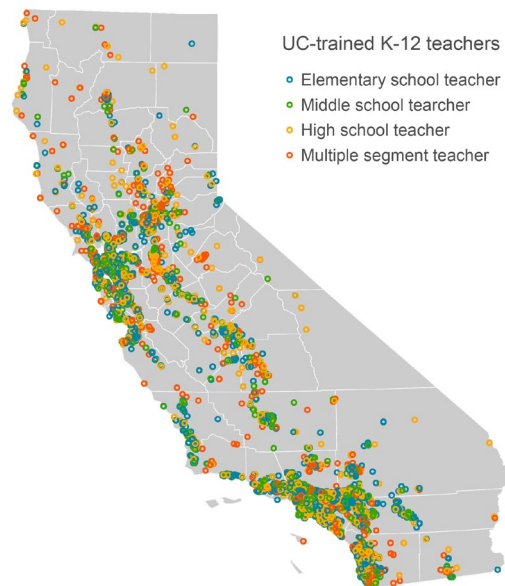 UC-trained K-12 teachers
Elementary school teacher
Middle school tearcher
High school teacher
Multiple segment teacher